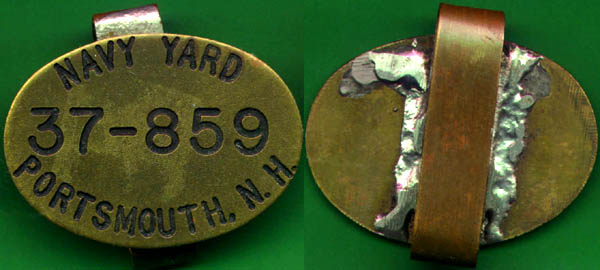 NAVY YARD
37-859
PORTSMOUTH, N.H.